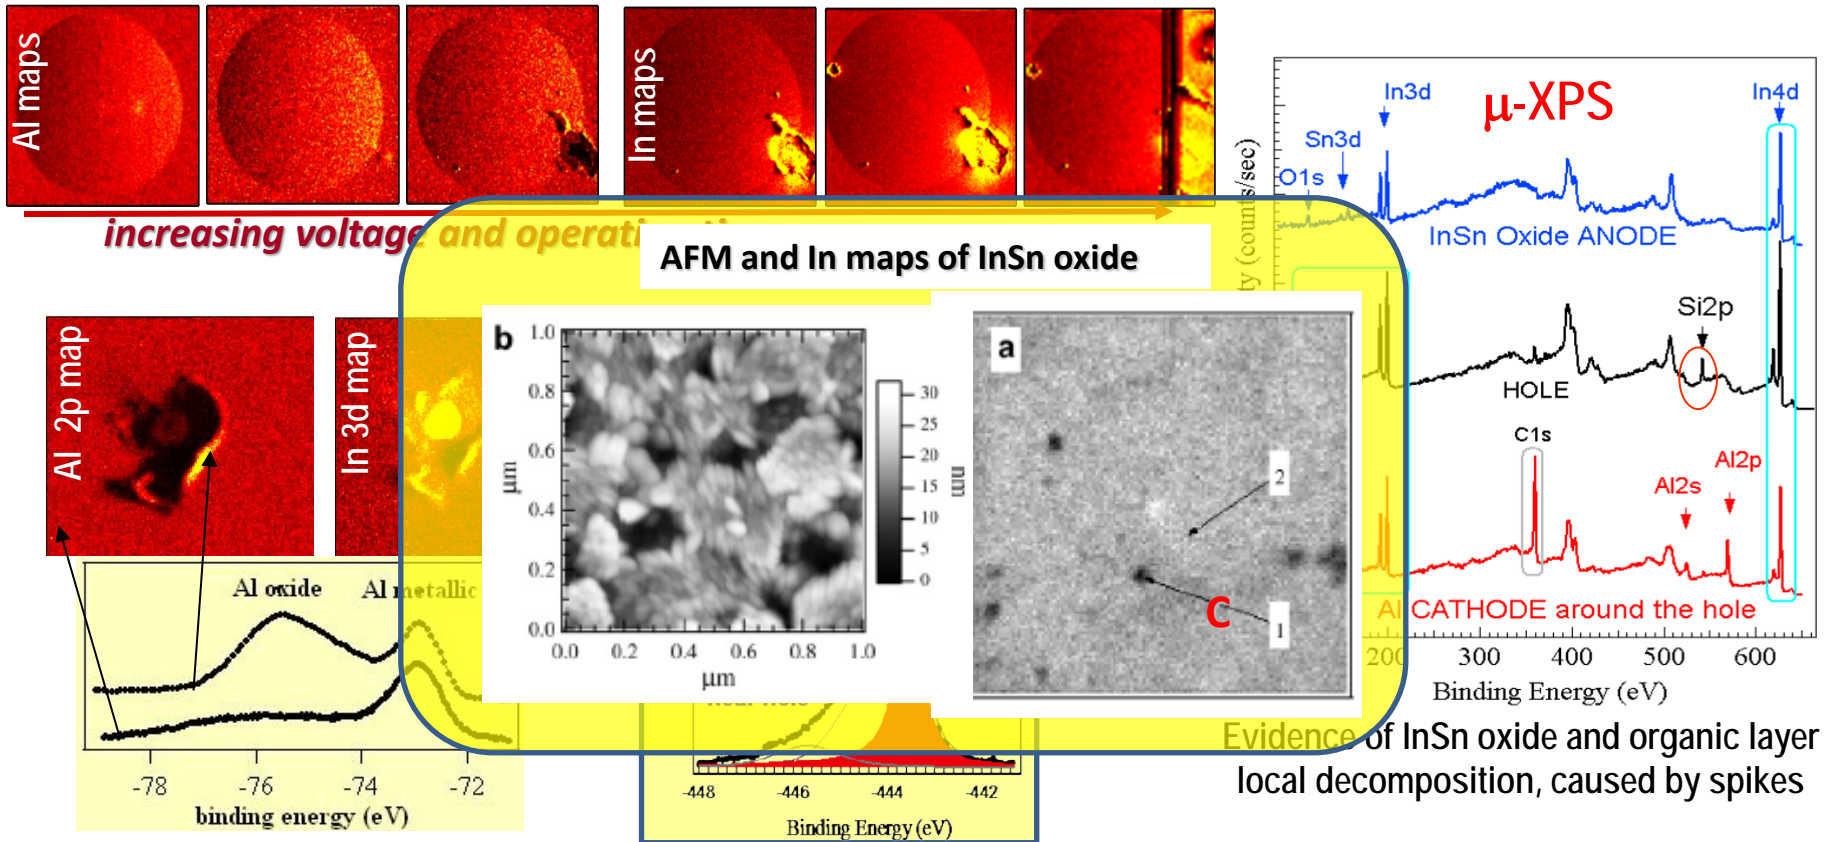 Al maps
In maps
increasing voltage and operati
AFM and In maps of InSn oxide
Al 2p map
In 3d map
b
1.0
0.8
0.6
0.4
0.2
0.0
μm
0.0 0.2 0.4 0.6 0.8 1.0
μm
30
25
20
15
10
5
0
nm
a
2
1
C
Al oxide
Al metallic
-78 -76 -74 -72
binding energy (eV)
-448 -446 -444 -442
Binding Energy (eV)
μ-XPS
In3d
In4d
Sn3d
O1s
InSn Oxide ANODE
(counts/sec)
Si2p
HOLE
C1s
Al2s
Al2p
Al CATHODE around the hole
200 300 400 500 600
Binding Energy (eV)
Evidence of InSn oxide and organic layer
local decomposition, caused by spikes